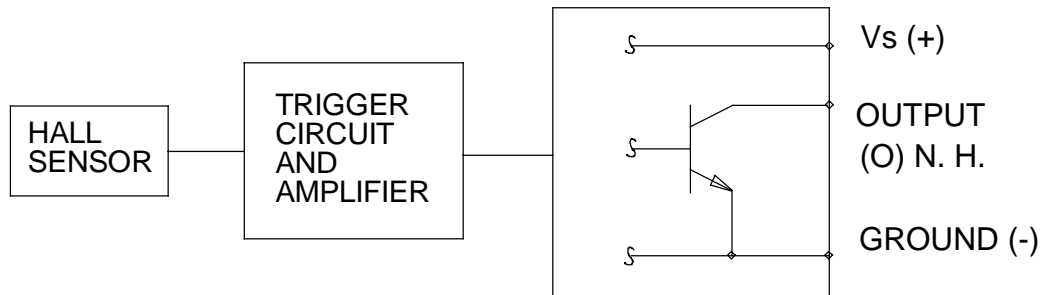 HALL
SENSOR
TRIGGER
CIRCUIT
AND
AMPLIFIER
Vs (+)
OUTPUT
(O) N. H.
GROUND (-)